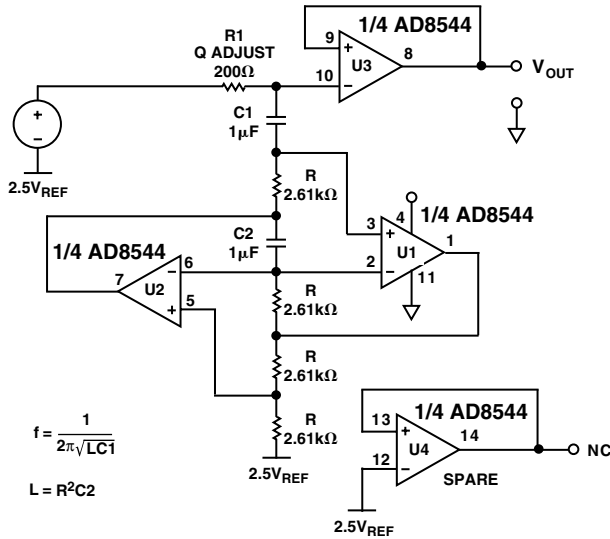 R1
Q ADJUST
200Ω
1/4 AD8544
9
+
8
U3
10
−
V_OUT
+
−
2.5V_REF
C1
1μF
R
2.61kΩ
1/4 AD8544
3
+
4
1
U1
2
−
11
C2
1μF
1/4 AD8544
7
6
−
U2
5
+
R
2.61kΩ
R
2.61kΩ
R
2.61kΩ
2.5V_REF
1/4 AD8544
13
+
14
U4
12
−
NC
SPARE
2.5V_REF
f = 1 / 2π√LC1
L = R²C2